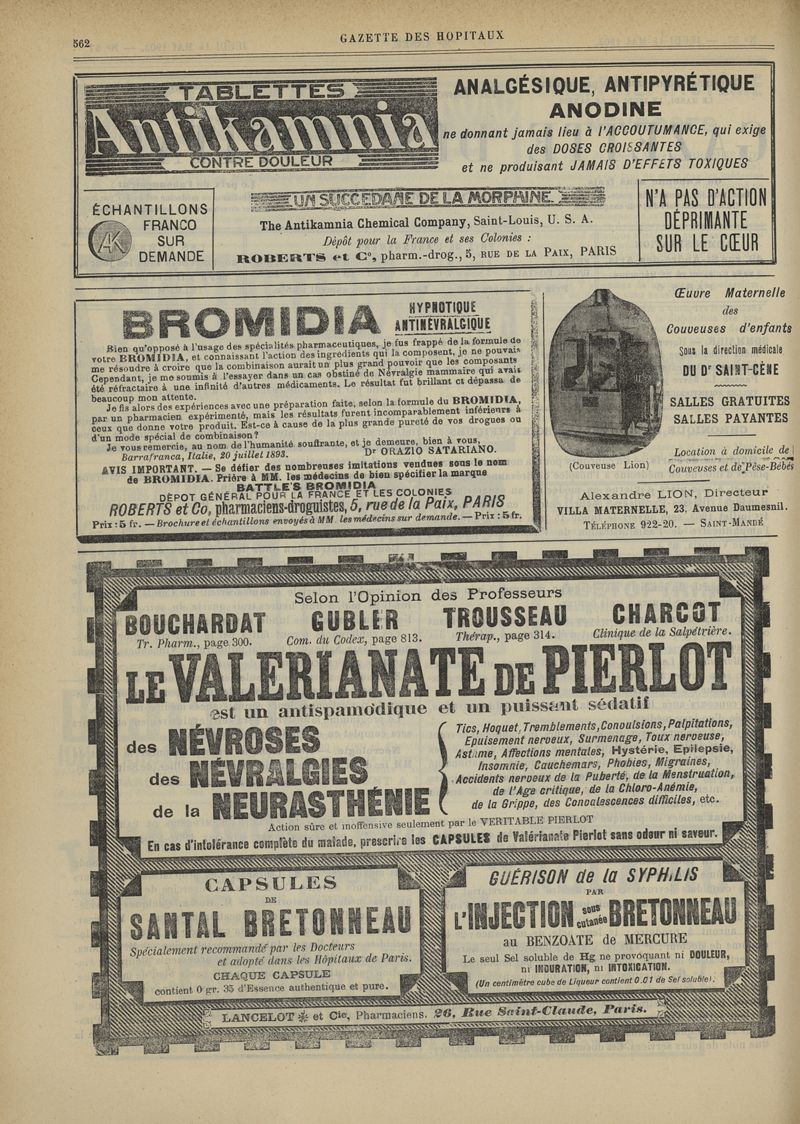 562
GAZETTE DES HOPITAUX
TABLETTES
Antikamnia
CONTRE DOULEUR
ANALGÉSIQUE, ANTIPYRÉTIQUE
ANODINE
ne donnant jamais lieu à l'ACCOUTUMANCE, qui exige
des DOSES CROISSANTES
et ne produisant JAMAIS D'EFFETS TOXIQUES
ÉCHANTILLONS
FRANCO
SUR
DEMANDE
AK
UN SUCCEDANE DE LA MORPHINE
The Antikamnia Chemical Company, Saint-Louis, U. S. A.
Dépôt pour la France et ses Colonies :
ROBERTS et Co, pharm.-drog., 5, RUE DE LA PAIX, PARIS
N'A PAS D'ACTION
DÉPRIMANTE
SUR LE CŒUR
BROMIDIA
HYPNOTIQUE
ANTINÉVRALGIQUE
Bien qu'opposé à l'usage des spécialités pharmaceutiques, je fus frappé de la formule de
votre BROMIDIA, et connaissant l'action des ingrédients qui la composent, je ne pouvais
me résoudre à croire que la combinaison aurait un plus grand pouvoir que les composants
Cependant, je me soumis à l'essayer dans un cas obstiné de Névralgie mammaire qui avait
été réfractaire à une infinité d'autres médicaments. Le résultat fut brillant et dépassa de
beaucoup mon attente.
Je fis alors des expériences avec une préparation faite, selon la formule du BROMIDIA,
par un pharmacien expérimenté, mais les résultats furent incomparablement inférieurs à
ceux que donne votre produit. Est-ce à cause de la plus grande pureté de vos drogues ou
d'un mode spécial de combinaison?
Je vous remercie, au nom de l'humanité souffrante, et je demeure, bien à vous,
Barrafranca, Italie, 20 juillet 1893. Dr ORAZIO SATARIANO.
AVIS IMPORTANT. — Se défier des nombreuses imitations vendues sous le nom
de BROMIDIA. Prière à MM. les médecins de bien spécifier la marque
BATTLE'S BROMIDIA
DÉPOT GÉNÉRAL POUR LA FRANCE ET LES COLONIES
ROBERTS et Co, pharmaciens-droguistes, 5, rue de la Paix, PARIS
Prix : 5 fr. — Brochure et échantillons envoyés à MM. les médecins sur demande. — Prix : 5 fr.
(Couveuse Lion)
Œuvre Maternelle
des
Couveuses d'enfants
Sous la direction médicale
DU Dr SAINT-CÈNE
SALLES GRATUITES
SALLES PAYANTES
Location à domicile de
Couveuses et de Pèse-Bébés
Alexandre LION, Directeur
VILLA MATERNELLE, 23, Avenue Daumesnil.
TÉLÉPHONE 922-20. — SAINT-MANDÉ
Selon l'Opinion des Professeurs
BOUCHARDAT GUBLER TROUSSEAU CHARCOT
Tr. Pharm., page 300. Com. du Codex, page 813. Thérap., page 314. Clinique de la Salpêtrière.
LE VALERIANATE DE PIERLOT
est un antispamodique et un puissant sédatif
des NÉVROSES
des NÉVRALGIES
de la NEURASTHÉNIE
Tics, Hoquet, Tremblements, Convulsions, Palpitations,
Epuisement nerveux, Surmenage, Toux nerveuse,
Astnme, Affections mentales, Hystérie, Epilepsie,
Insomnie, Cauchemars, Phobies, Migraines,
Accidents nerveux de la Puberté, de la Menstruation,
de l'Age critique, de la Chloro-Anémie,
de la Grippe, des Convalescences difficiles, etc.
Action sûre et inoffensive seulement par le VERITABLE PIERLOT
En cas d'intolérance complète du malade, prescrire les CAPSULES de Valérianate Pierlot sans odeur ni saveur.
CAPSULES
DE
SANTAL BRETONNEAU
Spécialement recommandé par les Docteurs
et adopté dans les Hôpitaux de Paris.
CHAQUE CAPSULE
contient 0 gr. 35 d'Essence authentique et pure.
GUÉRISON de la SYPHILIS
PAR
L'INJECTION sous cutanée BRETONNEAU
au BENZOATE de MERCURE
Le seul Sel soluble de Hg ne provoquant ni DOULEUR,
ni INDURATION, ni INTOXICATION.
(Un centimètre cube de Liqueur contient 0.01 de Sel soluble).
LANCELOT et Cie, Pharmaciens, 26, Rue Saint-Claude, Paris.